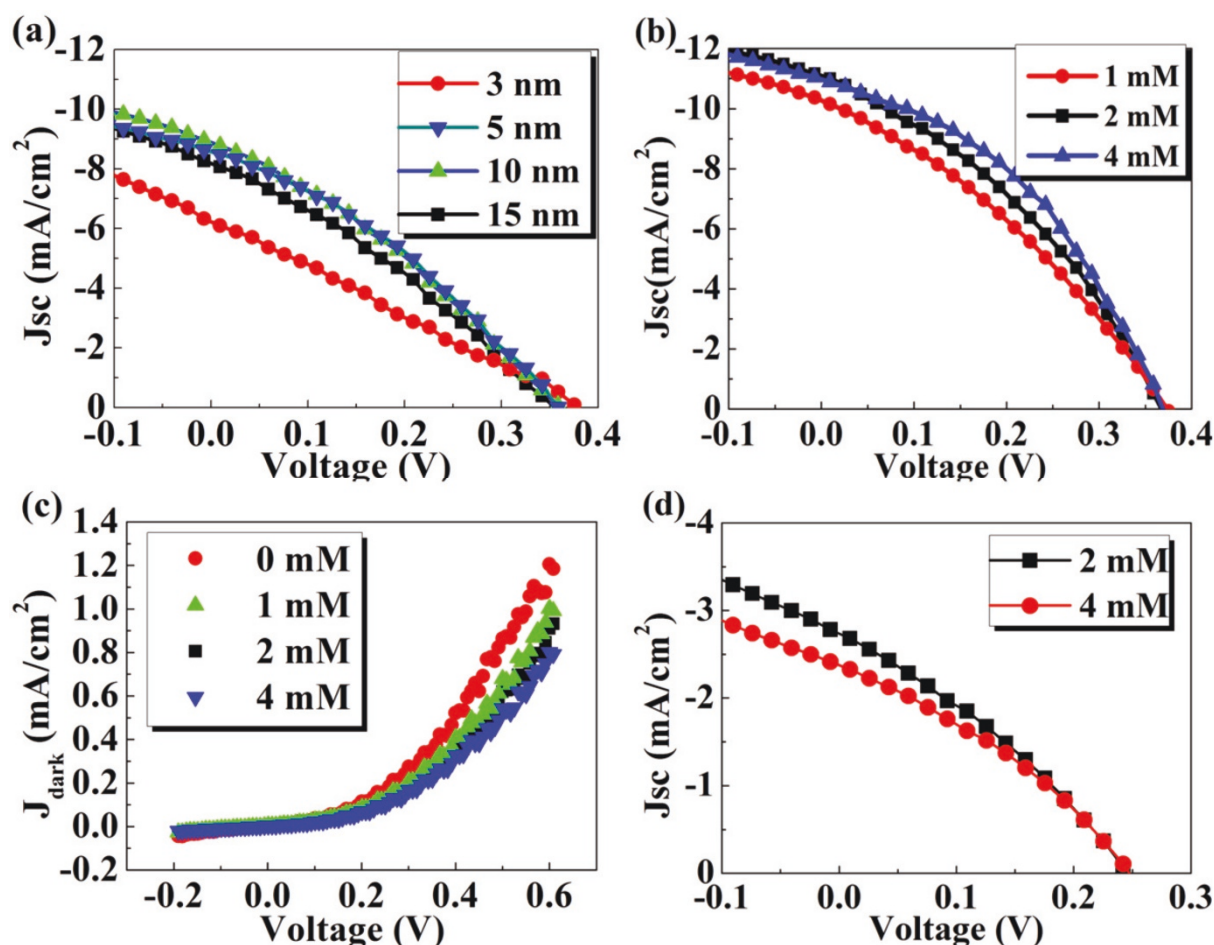 (a)
-12
-10
-8
-6
-4
-2
0
Jsc (mA/cm²)
3 nm
5 nm
10 nm
15 nm
-0.1 0.0 0.1 0.2 0.3 0.4
Voltage (V)
(b)
-12
-10
-8
-6
-4
-2
0
Jsc(mA/cm²)
1 mM
2 mM
4 mM
-0.1 0.0 0.1 0.2 0.3 0.4
Voltage (V)
(c)
1.4
1.2
1.0
0.8
0.6
0.4
0.2
0.0
-0.2
J_dark (mA/cm²)
0 mM
1 mM
2 mM
4 mM
-0.2 0.0 0.2 0.4 0.6
Voltage (V)
(d)
-4
-3
-2
-1
0
Jsc (mA/cm²)
2 mM
4 mM
-0.1 0.0 0.1 0.2 0.3
Voltage (V)